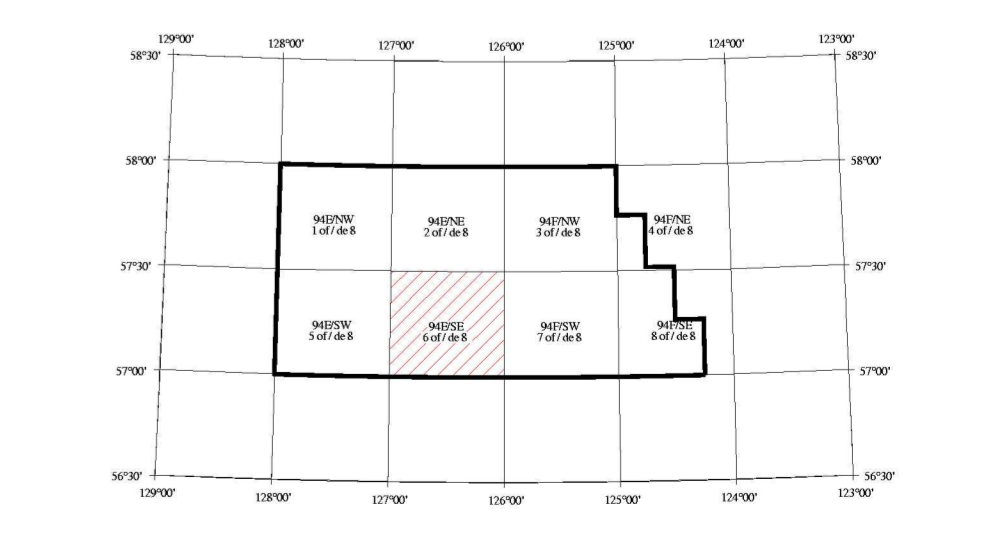 129°00' 128°00' 127°00' 126°00' 125°00' 124°00' 123°00'
58°30' 58°30'
58°00' 58°00'
94E/NW 94E/NE 94F/NW 94F/NE
1 of / de 8 2 of / de 8 3 of / de 8 4 of / de 8
57°30' 57°30'
94E/SW 94E/SE 94F/SW 94F/SE
5 of / de 8 6 of / de 8 7 of / de 8 8 of / de 8
57°00' 57°00'
56°30' 56°30'
129°00' 128°00' 127°00' 126°00' 125°00' 124°00' 123°00'